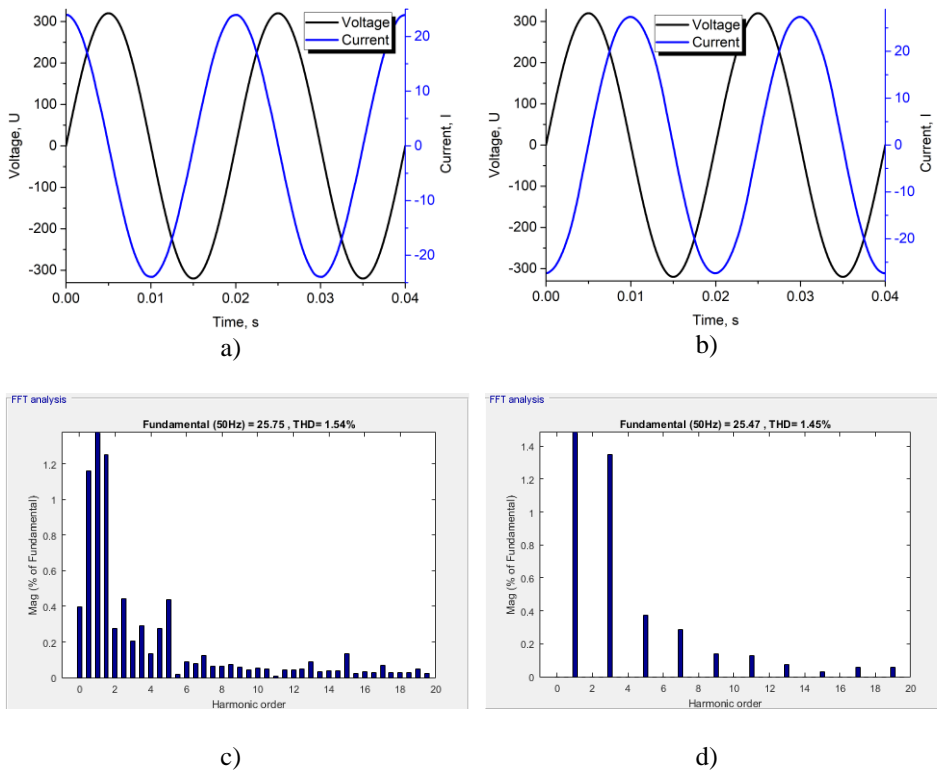 Voltage
Current
300
200
100
0
-100
-200
-300
Voltage, U
20
10
0
-10
-20
Current, I
0.00 0.01 0.02 0.03 0.04
Time, s
a)
Voltage
Current
300
200
100
0
-100
-200
-300
Voltage, U
20
10
0
-10
-20
Current, I
0.00 0.01 0.02 0.03 0.04
Time, s
b)
FFT analysis
Fundamental (50Hz) = 25.75 , THD= 1.54%
1.2
1
0.8
0.6
0.4
0.2
0
Mag (% of Fundamental)
0 2 4 6 8 10 12 14 16 18 20
Harmonic order
c)
FFT analysis
Fundamental (50Hz) = 25.47 , THD= 1.45%
1.4
1.2
1
0.8
0.6
0.4
0.2
0
Mag (% of Fundamental)
0 2 4 6 8 10 12 14 16 18 20
Harmonic order
d)